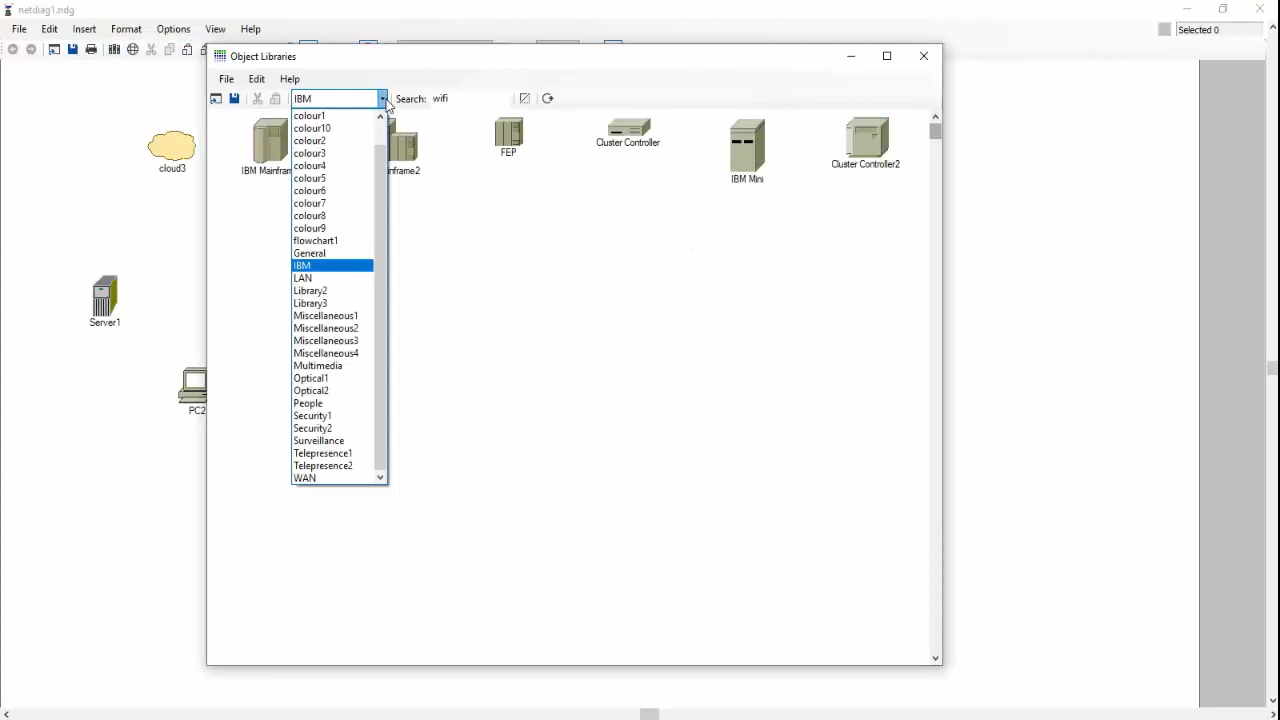 netdiag1.ndg
File Edit Insert Format Options View Help
Selected 0
Object Libraries
File Edit Help
IBM
Search: wifi
colour1
colour10
colour2
colour3
colour4
colour5
colour6
colour7
colour8
colour9
flowchart1
General
IBM
LAN
Library2
Library3
Miscellaneous1
Miscellaneous2
Miscellaneous3
Miscellaneous4
Multimedia
Optical1
Optical2
People
Security1
Security2
Surveillance
Telepresence1
Telepresence2
WAN
IBM Mainfram
inframe2
FEP
Cluster Controller
IBM Mini
Cluster Controller2
cloud3
Server1
PC2